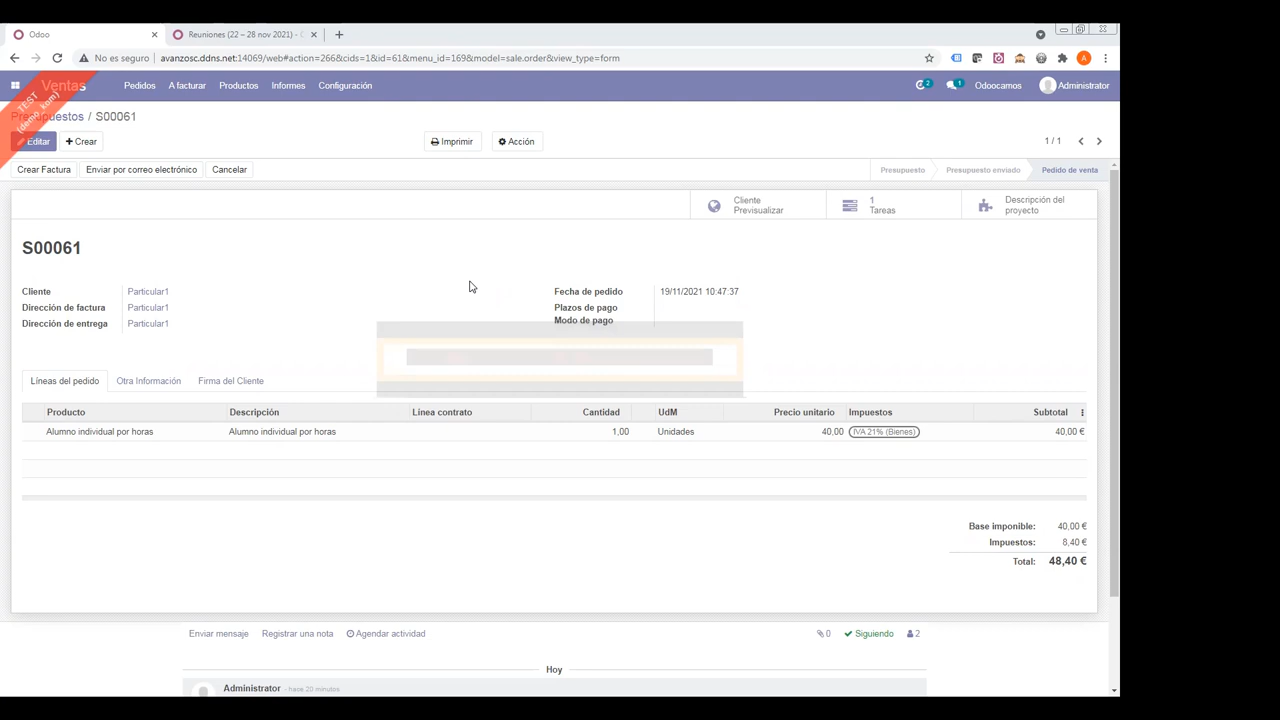 Odoo
Reuniones (22 – 28 nov 2021) -
No es seguro
avanzosc.ddns.net:14069/web#action=266&cids=1&id=61&menu_id=169&model=sale.order&view_type=form
A
TEST
(demo_kom)
Ventas
Pedidos
A facturar
Productos
Informes
Configuración
2
1
Odoocamos
Administrator
Presupuestos / S00061
Editar
Crear
Imprimir
Acción
1 / 1
Crear Factura
Enviar por correo electrónico
Cancelar
Presupuesto
Presupuesto enviado
Pedido de venta
Cliente
Previsualizar
1
Tareas
Descripción del
proyecto
S00061
Cliente Particular1
Dirección de factura Particular1
Dirección de entrega Particular1
Fecha de pedido 19/11/2021 10:47:37
Plazos de pago
Modo de pago
Líneas del pedido
Otra Información
Firma del Cliente
Producto Descripción Linea contrato Cantidad UdM Precio unitario Impuestos Subtotal
Alumno individual por horas Alumno individual por horas 1,00 Unidades 40,00 IVA 21% (Bienes) 40,00 €
Base imponible: 40,00 €
Impuestos: 8,40 €
Total: 48,40 €
Enviar mensaje
Registrar una nota
Agendar actividad
0
Siguiendo
2
Hoy
Administrator - hace 20 minutos